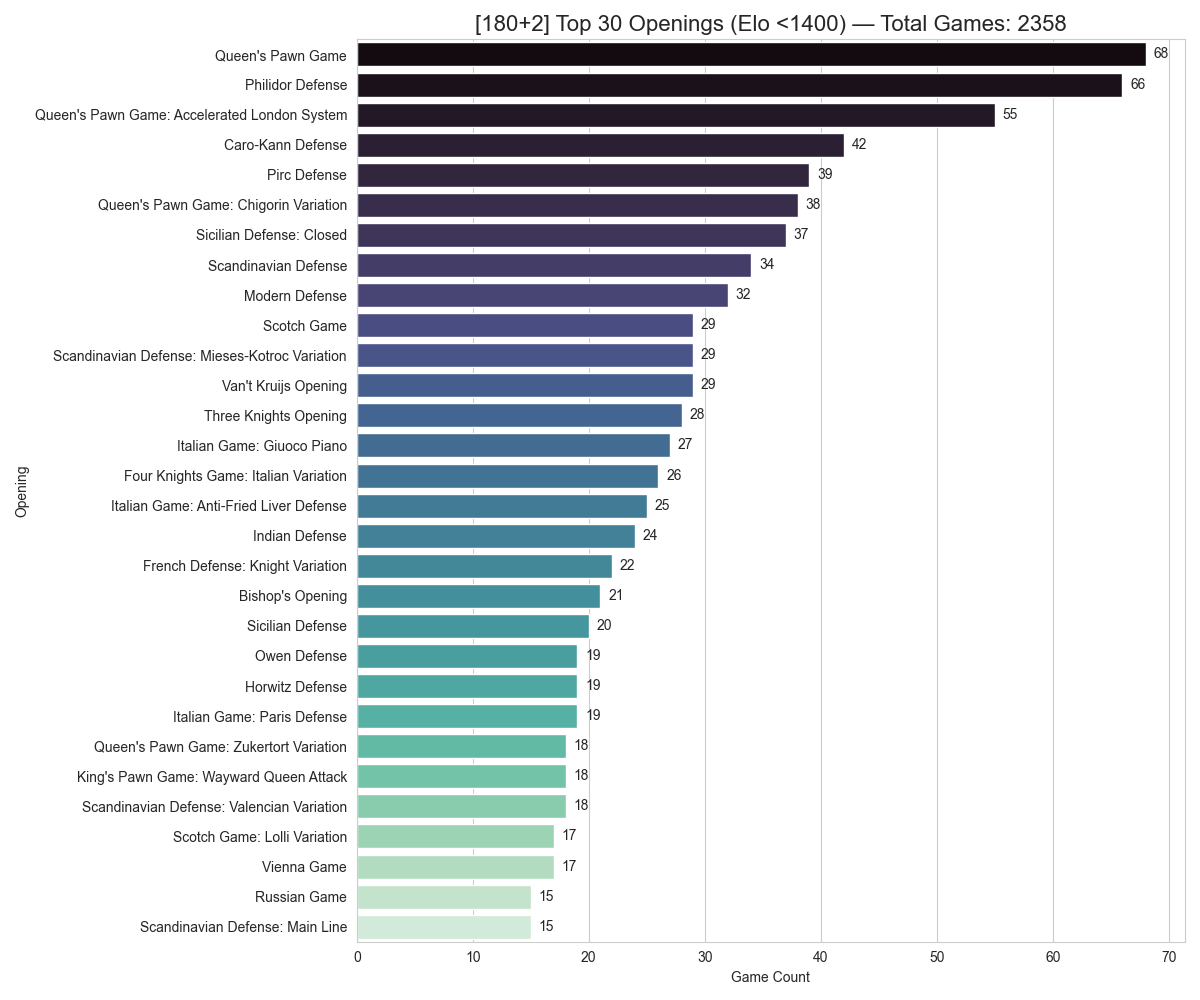 [180+2] Top 30 Openings (Elo <1400) — Total Games: 2358
Queen's Pawn Game 68
Philidor Defense 66
Queen's Pawn Game: Accelerated London System 55
Caro-Kann Defense 42
Pirc Defense 39
Queen's Pawn Game: Chigorin Variation 38
Sicilian Defense: Closed 37
Scandinavian Defense 34
Modern Defense 32
Scotch Game 29
Scandinavian Defense: Mieses-Kotroc Variation 29
Van't Kruijs Opening 29
Three Knights Opening 28
Italian Game: Giuoco Piano 27
Four Knights Game: Italian Variation 26
Italian Game: Anti-Fried Liver Defense 25
Indian Defense 24
French Defense: Knight Variation 22
Bishop's Opening 21
Sicilian Defense 20
Owen Defense 19
Horwitz Defense 19
Italian Game: Paris Defense 19
Queen's Pawn Game: Zukertort Variation 18
King's Pawn Game: Wayward Queen Attack 18
Scandinavian Defense: Valencian Variation 18
Scotch Game: Lolli Variation 17
Vienna Game 17
Russian Game 15
Scandinavian Defense: Main Line 15
Opening
0 10 20 30 40 50 60 70
Game Count